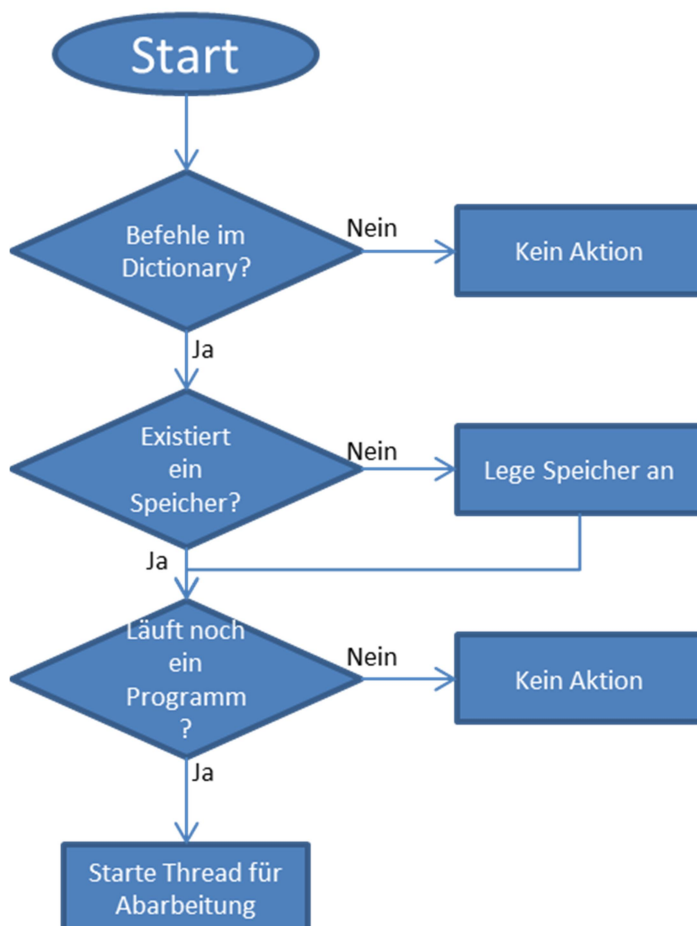 Start
Befehle im
Dictionary?
Nein
Kein Aktion
Ja
Existiert
ein
Speicher?
Nein
Lege Speicher an
Ja
Läuft noch
ein
Programm
?
Nein
Kein Aktion
Ja
Starte Thread für
Abarbeitung